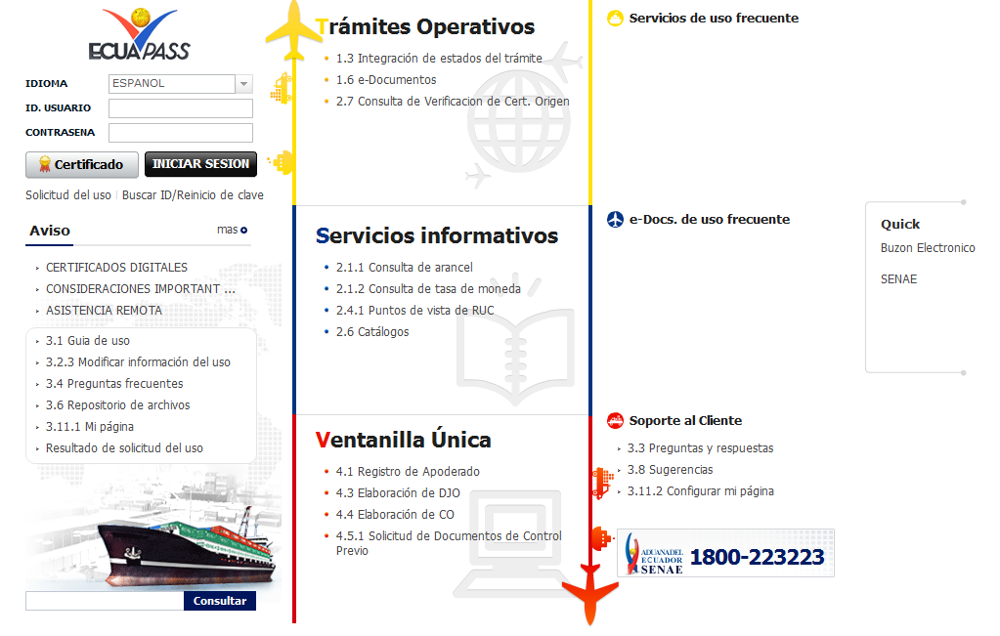 ECUAPASS
IDIOMA
ESPANOL
ID. USUARIO
CONTRASENA
Certificado
INICIAR SESION
Solicitud del uso
Buscar ID/Reinicio de clave
Aviso
mas
CERTIFICADOS DIGITALES
CONSIDERACIONES IMPORTANT ...
ASISTENCIA REMOTA
3.1 Guia de uso
3.2.3 Modificar información del uso
3.4 Preguntas frecuentes
3.6 Repositorio de archivos
3.11.1 Mi página
Resultado de solicitud del uso
Consultar
Trámites Operativos
1.3 Integración de estados del trámite
1.6 e-Documentos
2.7 Consulta de Verificacion de Cert. Origen
Servicios informativos
2.1.1 Consulta de arancel
2.1.2 Consulta de tasa de moneda
2.4.1 Puntos de vista de RUC
2.6 Catálogos
Ventanilla Única
4.1 Registro de Apoderado
4.3 Elaboración de DJO
4.4 Elaboración de CO
4.5.1 Solicitud de Documentos de Control
Previo
Servicios de uso frecuente
e-Docs. de uso frecuente
Soporte al Cliente
3.3 Preguntas y respuestas
3.8 Sugerencias
3.11.2 Configurar mi página
ADUANA DEL
ECUADOR
SENAE
1800-223223
Quick
Buzon Electronico
SENAE